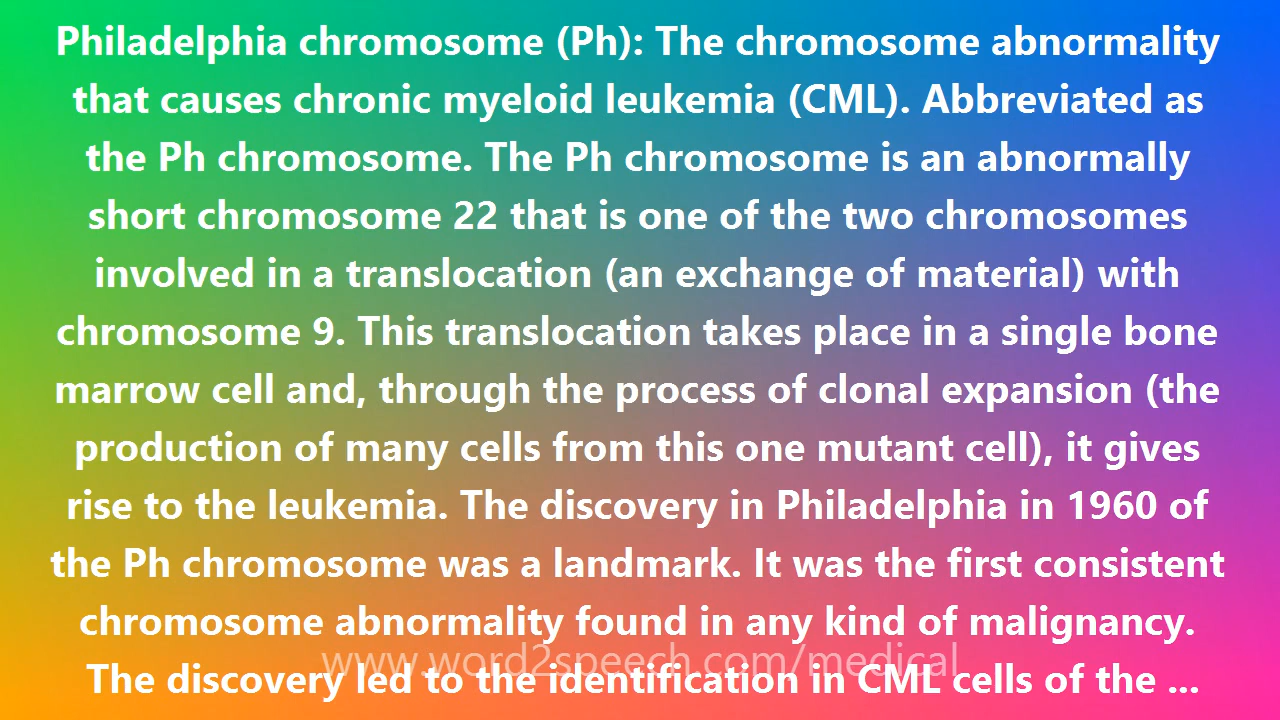 Philadelphia chromosome (Ph): The chromosome abnormality
that causes chronic myeloid leukemia (CML). Abbreviated as
the Ph chromosome. The Ph chromosome is an abnormally
short chromosome 22 that is one of the two chromosomes
involved in a translocation (an exchange of material) with
chromosome 9. This translocation takes place in a single bone
marrow cell and, through the process of clonal expansion (the
production of many cells from this one mutant cell), it gives
rise to the leukemia. The discovery in Philadelphia in 1960 of
the Ph chromosome was a landmark. It was the first consistent
chromosome abnormality found in any kind of malignancy.
www.word2speech.com/medical
The discovery led to the identification in CML cells of the ...